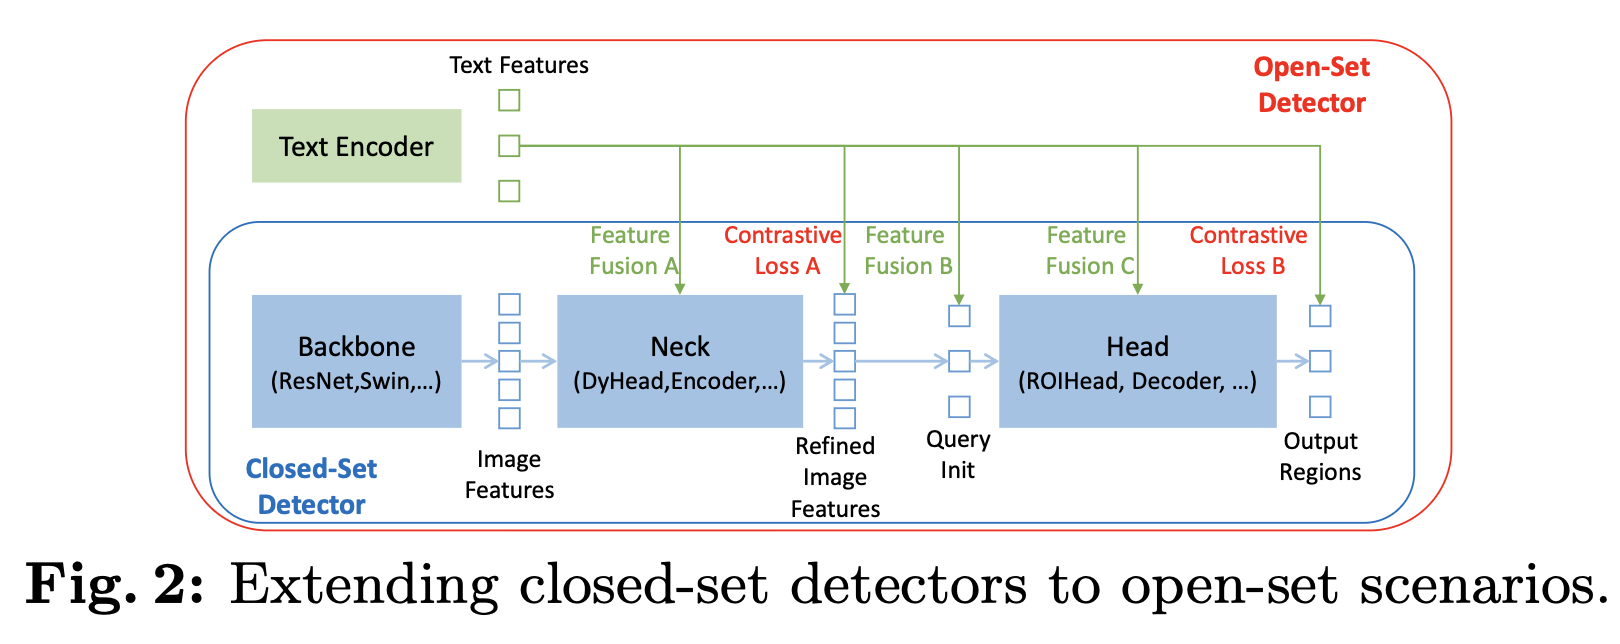 Text Features
Open-Set
Detector
Text Encoder
Feature
Fusion A
Contrastive
Loss A
Feature
Fusion B
Feature
Fusion C
Contrastive
Loss B
Backbone
(ResNet,Swin,...)
Neck
(DyHead,Encoder,...)
Head
(ROIHead, Decoder, ...)
Closed-Set
Detector
Image
Features
Refined
Image
Features
Query
Init
Output
Regions
Fig. 2: Extending closed-set detectors to open-set scenarios.